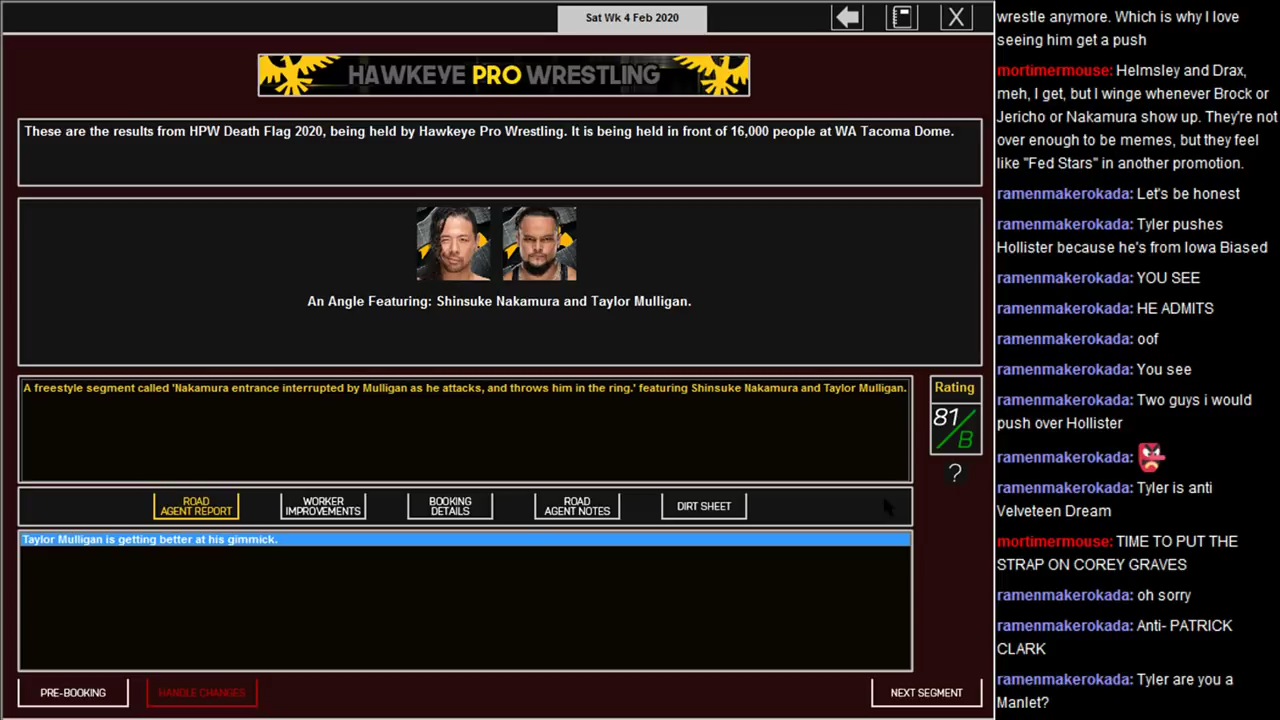 Sat Wk 4 Feb 2020
X
HAWKEYE PRO WRESTLING
These are the results from HPW Death Flag 2020, being held by Hawkeye Pro Wrestling. It is being held in front of 16,000 people at WA Tacoma Dome.
An Angle Featuring: Shinsuke Nakamura and Taylor Mulligan.
A freestyle segment called 'Nakamura entrance interrupted by Mulligan as he attacks, and throws him in the ring.' featuring Shinsuke Nakamura and Taylor Mulligan.
Rating
81/B
?
ROAD
AGENT REPORT
WORKER
IMPROVEMENTS
BOOKING
DETAILS
ROAD
AGENT NOTES
DIRT SHEET
Taylor Mulligan is getting better at his gimmick.
PRE-BOOKING
HANDLE CHANGES
NEXT SEGMENT
wrestle anymore. Which is why I love
seeing him get a push
mortimermouse: Helmsley and Drax,
meh, I get, but I winge whenever Brock or
Jericho or Nakamura show up. They're not
over enough to be memes, but they feel
like "Fed Stars" in another promotion.
ramenmakerokada: Let's be honest
ramenmakerokada: Tyler pushes
Hollister because he's from Iowa Biased
ramenmakerokada: YOU SEE
ramenmakerokada: HE ADMITS
ramenmakerokada: oof
ramenmakerokada: You see
ramenmakerokada: Two guys i would
push over Hollister
ramenmakerokada:
ramenmakerokada: Tyler is anti
Velveteen Dream
mortimermouse: TIME TO PUT THE
STRAP ON COREY GRAVES
ramenmakerokada: oh sorry
ramenmakerokada: Anti- PATRICK
CLARK
ramenmakerokada: Tyler are you a
Manlet?